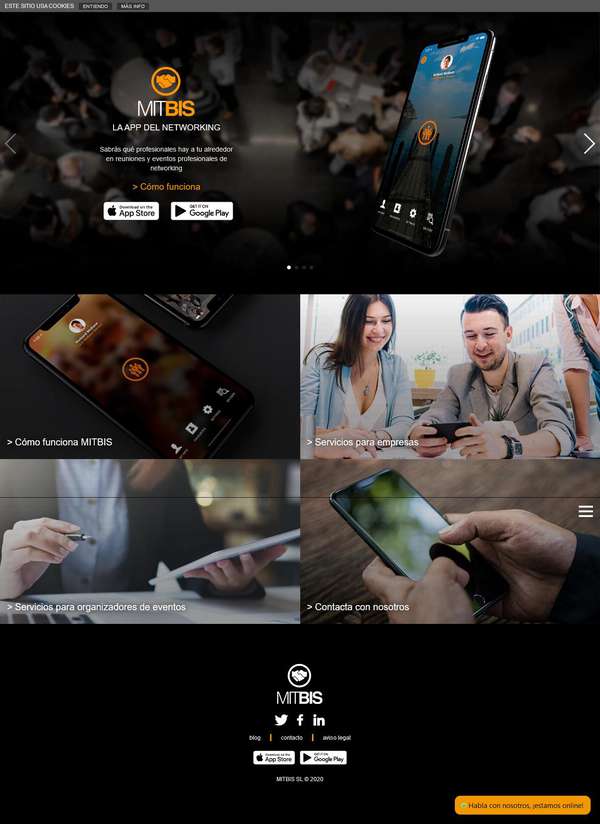 ESTE SITIO USA COOKIES ENTIENDO MÁS INFO
MITBIS
LA APP DEL NETWORKING
Sabrás qué profesionales hay a tu alrededor
en reuniones y eventos profesionales de
networking
> Cómo funciona
Download on the App Store
GET IT ON Google Play
> Cómo funciona MITBIS
> Servicios para empresas
> Servicios para organizadores de eventos
> Contacta con nosotros
MITBIS
blog | contacto | aviso legal
Download on the App Store
GET IT ON Google Play
MITBIS SL © 2020
Habla con nosotros, ¡estamos online!